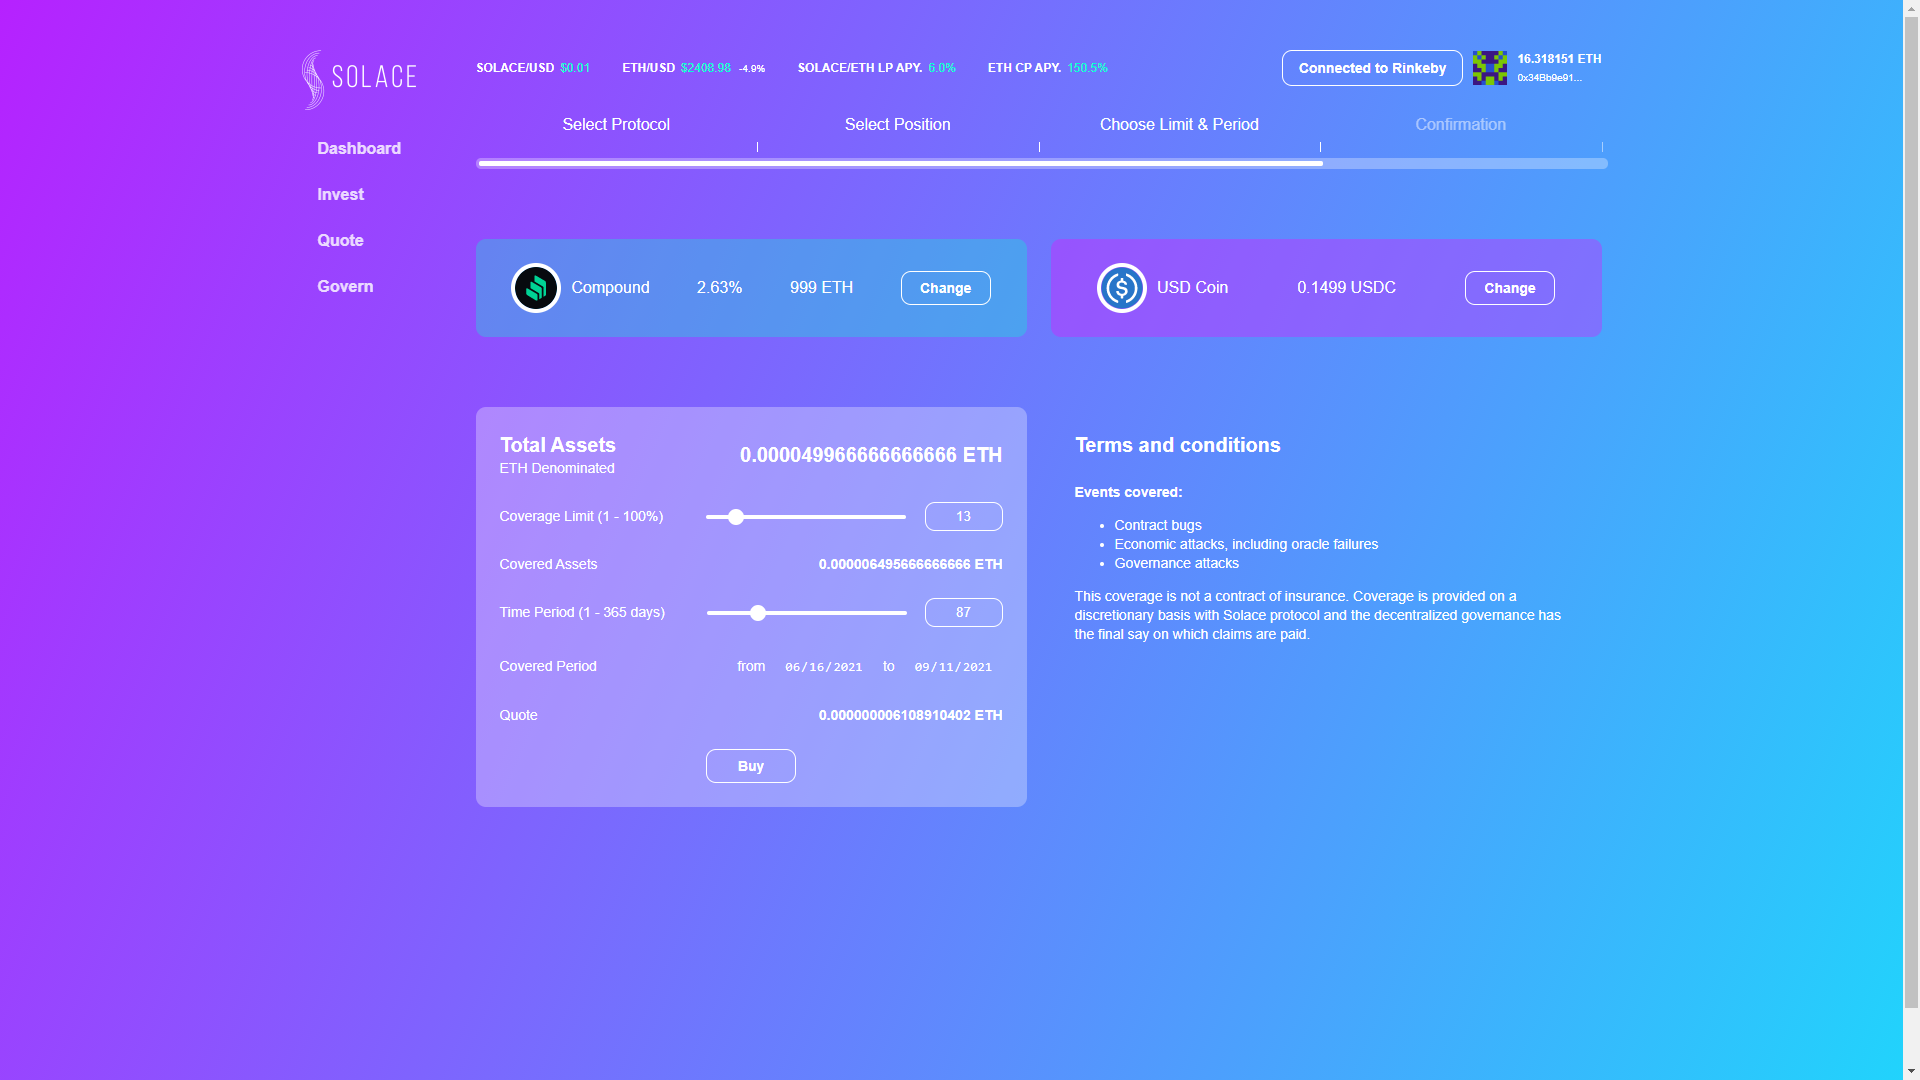 SOLACE
SOLACE/USD $0.01 ETH/USD $2408.98 -4.9% SOLACE/ETH LP APY. 6.0% ETH CP APY. 150.5%
Connected to Rinkeby
16.318151 ETH
0x34Bb9e91...
Select Protocol Select Position Choose Limit & Period Confirmation
Dashboard
Invest
Quote
Govern
Compound 2.63% 999 ETH Change
USD Coin 0.1499 USDC Change
Total Assets
ETH Denominated
0.000049966666666666 ETH
Coverage Limit (1 - 100%) 13
Covered Assets 0.000006495666666666 ETH
Time Period (1 - 365 days) 87
Covered Period from 06/16/2021 to 09/11/2021
Quote 0.000000006108910402 ETH
Buy
Terms and conditions
Events covered:
• Contract bugs
• Economic attacks, including oracle failures
• Governance attacks
This coverage is not a contract of insurance. Coverage is provided on a
discretionary basis with Solace protocol and the decentralized governance has
the final say on which claims are paid.